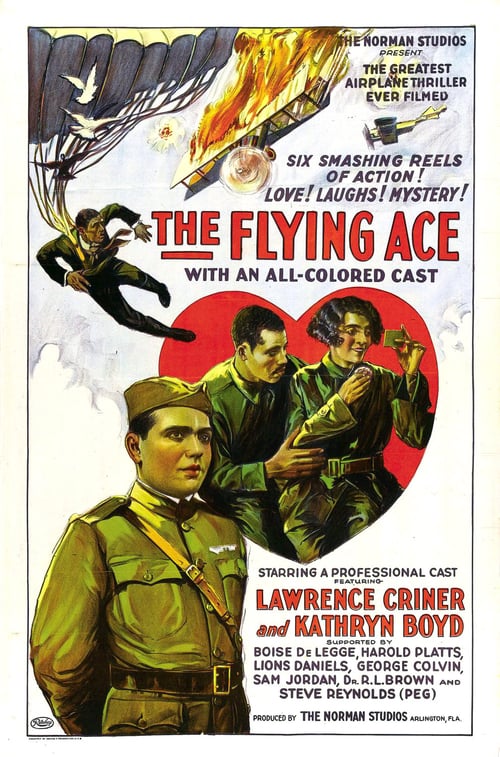 THE NORMAN STUDIOS
PRESENT
THE GREATEST
AIRPLANE THRILLER
EVER FILMED
SIX SMASHING REELS
OF ACTION!
LOVE! LAUGHS! MYSTERY!
THE FLYING ACE
WITH AN ALL-COLORED CAST
STARRING A PROFESSIONAL CAST
FEATURING
LAWRENCE CRINER
and KATHRYN BOYD
SUPPORTED BY
BOISE DE LEGGE, HAROLD PLATTS,
LIONS DANIELS, GEORGE COLVIN,
SAM JORDAN, DR. R.L. BROWN AND
STEVE REYNOLDS (PEG)
PRODUCED BY THE NORMAN STUDIOS ARLINGTON, FLA.
Ritchey